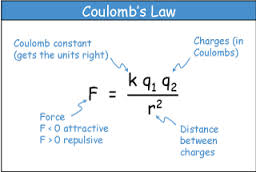 Coulomb's Law
Coulomb constant
(gets the units right)
Charges (in
Coulombs)
F = k q₁ q₂
r²
Force
F < 0 attractive
F > 0 repulsive
Distance
between
charges